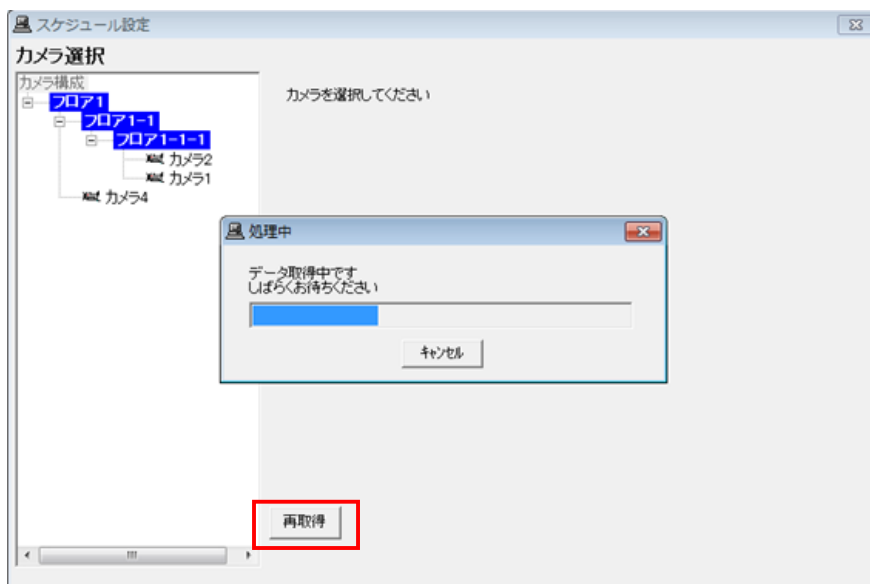 スケジュール設定
カメラ選択
カメラ構成
フロア1
フロア1-1
フロア1-1-1
カメラ2
カメラ1
カメラ4
カメラを選択してください
処理中
データ取得中です
しばらくお待ちください
キャンセル
再取得